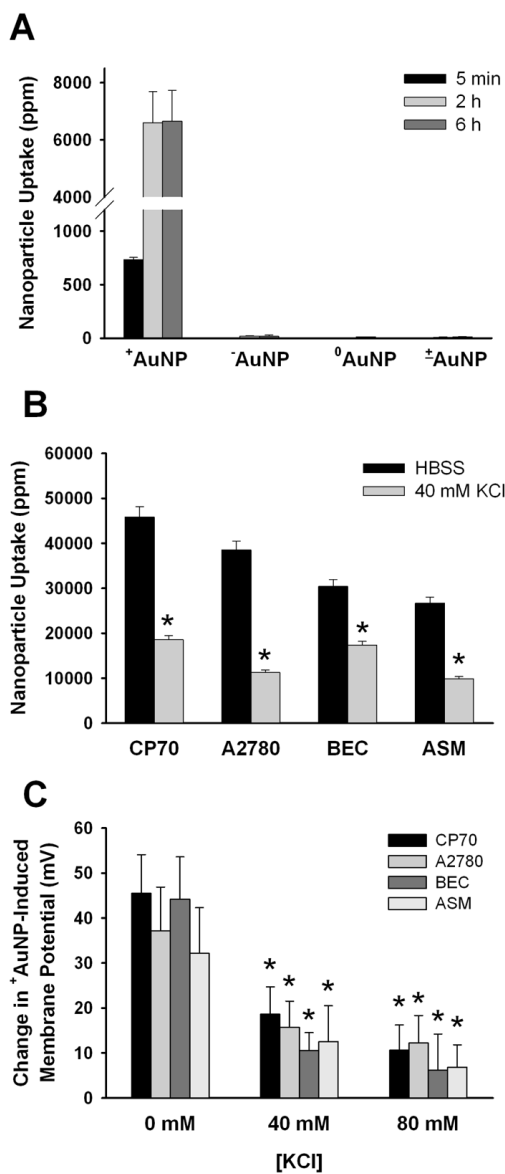 A
8000
6000
4000
1000
500
0
Nanoparticle Uptake (ppm)
5 min
2 h
6 h
⁺AuNP ⁻AuNP ⁰AuNP ±AuNP
B
60000
50000
40000
30000
20000
10000
0
Nanoparticle Uptake (ppm)
HBSS
40 mM KCl
* * * *
CP70 A2780 BEC ASM
C
60
50
40
30
20
10
0
Change in ⁺AuNP-Induced
Membrane Potential (mV)
CP70
A2780
BEC
ASM
* * * * * * * *
0 mM 40 mM 80 mM
[KCl]